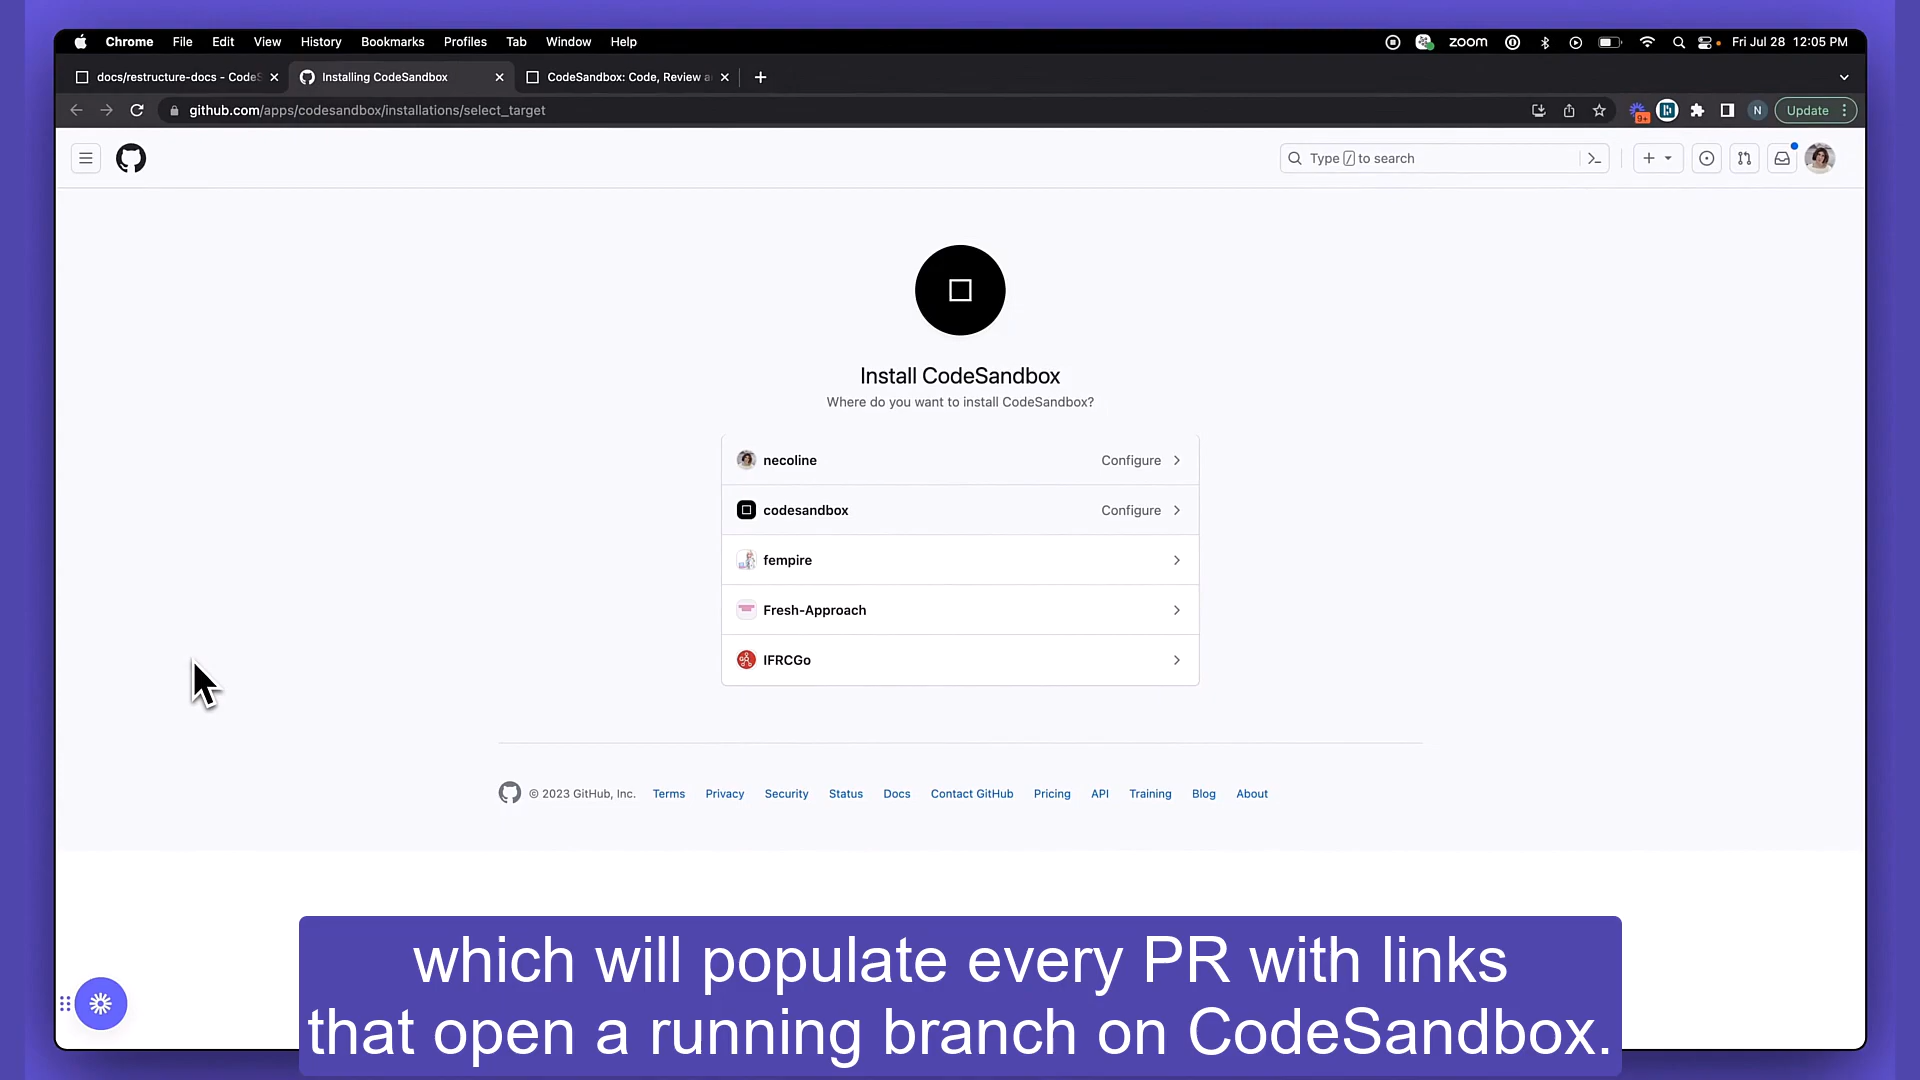 Chrome File Edit View History Bookmarks Profiles Tab Window Help zoom Fri Jul 28 12:05 PM
docs/restructure-docs - CodeS Installing CodeSandbox CodeSandbox: Code, Review a
github.com/apps/codesandbox/installations/select_target 9+ N Update
Type / to search
Install CodeSandbox
Where do you want to install CodeSandbox?
necoline Configure
codesandbox Configure
fempire
Fresh-Approach
IFRCGo
© 2023 GitHub, Inc. Terms Privacy Security Status Docs Contact GitHub Pricing API Training Blog About
which will populate every PR with links
that open a running branch on CodeSandbox.